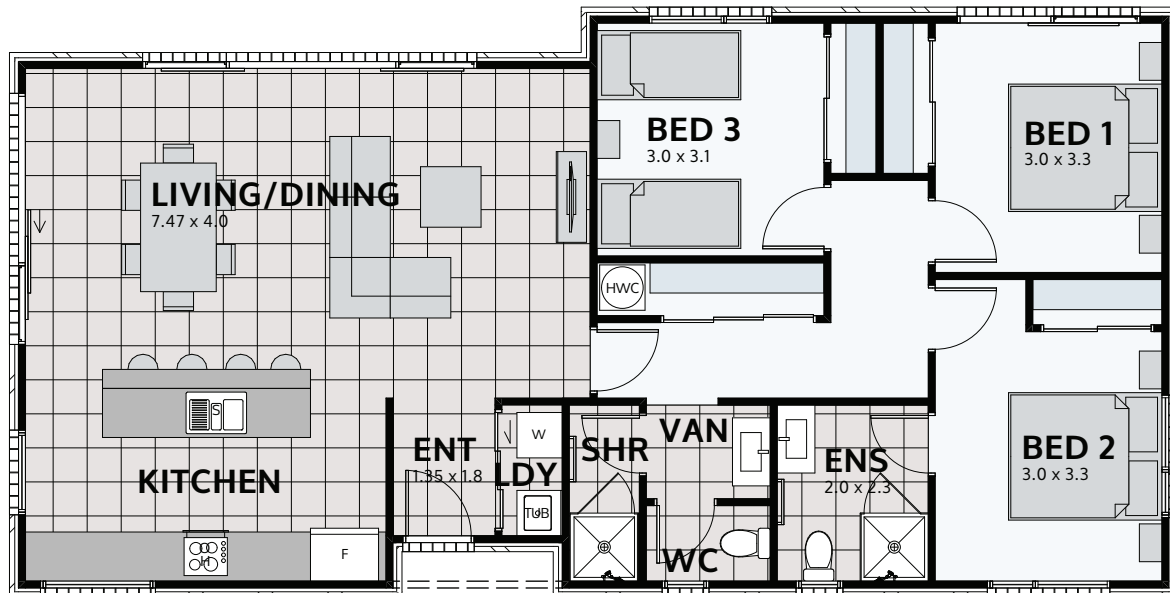 BED 3
3.0 x 3.1
BED 1
3.0 x 3.3
LIVING/DINING
7.47 x 4.0
HWC
S
W
VAN
ENT
1.35 x 1.8
LDY
SHR
ENS
2.0 x 2.3
BED 2
3.0 x 3.3
KITCHEN
TUB
H
F
WC